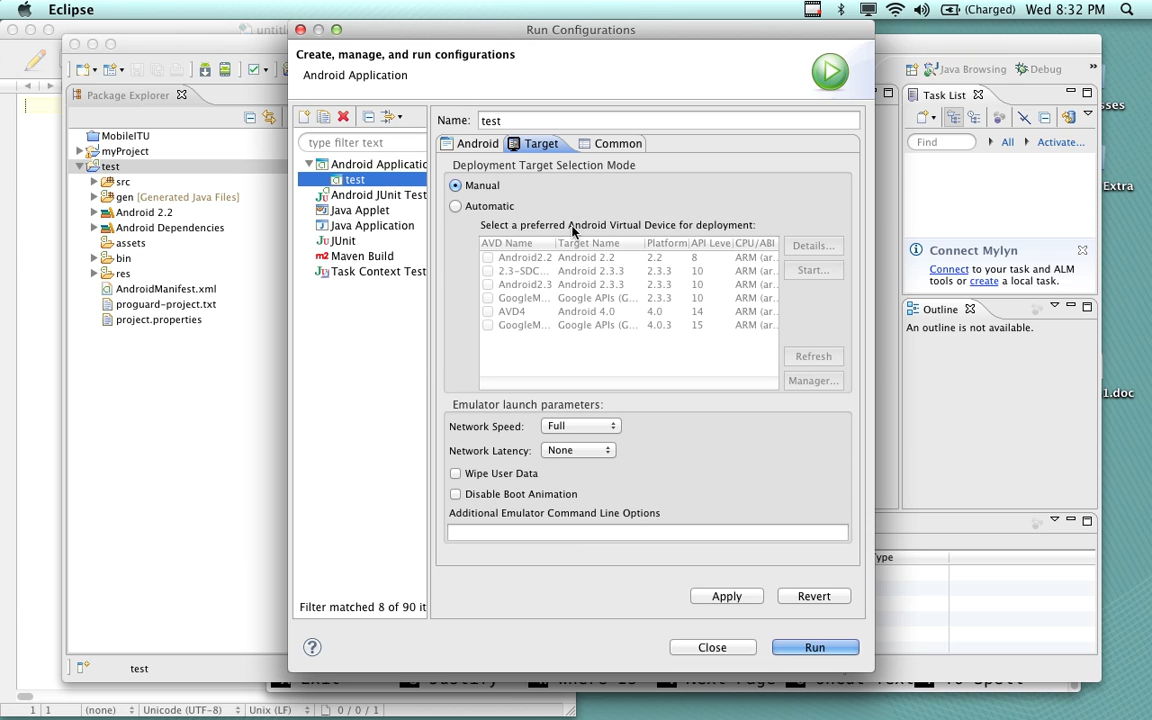 Eclipse
(Charged) Wed 8:32 PM
untitl
Run Configurations
Create, manage, and run configurations
Android Application
Package Explorer
MobileITU
myProject
test
src
gen [Generated Java Files]
Android 2.2
Android Dependencies
assets
bin
res
AndroidManifest.xml
proguard-project.txt
project.properties
type filter text
Android Applicatic
test
Android JUnit Test
Java Applet
Java Application
JUnit
Maven Build
Task Context Test
Filter matched 8 of 90 it
Name: test
Android Target Common
Deployment Target Selection Mode
Manual
Automatic
Select a preferred Android Virtual Device for deployment:
AVD Name Target Name Platform API Leve CPU/ABI
Android2.2 Android 2.2 2.2 8 ARM (ar...
2.3-SDC... Android 2.3.3 2.3.3 10 ARM (ar...
Android2.3 Android 2.3.3 2.3.3 10 ARM (ar...
GoogleM... Google APIs (G... 2.3.3 10 ARM (ar...
AVD4 Android 4.0 4.0 14 ARM (ar...
GoogleM... Google APIs (G... 4.0.3 15 ARM (ar...
Details...
Start...
Refresh
Manager...
Emulator launch parameters:
Network Speed: Full
Network Latency: None
Wipe User Data
Disable Boot Animation
Additional Emulator Command Line Options
Apply Revert
Close Run
Java Browsing Debug
Task List
Find All Activate...
Connect Mylyn
Connect to your task and ALM
tools or create a local task.
Outline
An outline is not available.
ype
sses
Extra
1.doc
test
1 1 (none) Unicode (UTF-8) Unix (LF) 0 / 0 / 1